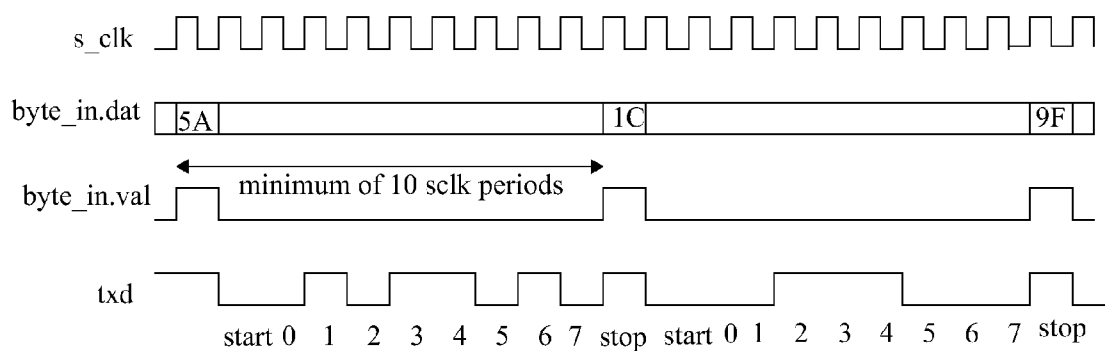 s_clk
byte_in.dat 5A 1C 9F
minimum of 10 sclk periods
byte_in.val
txd
start 0 1 2 3 4 5 6 7 stop start 0 1 2 3 4 5 6 7 stop